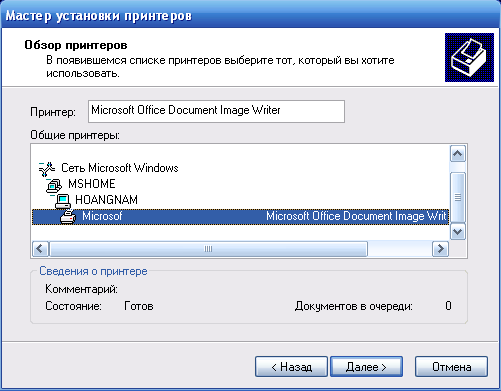 Мастер установки принтеров
Обзор принтеров
В появившемся списке принтеров выберите тот, который вы хотите
использовать.
Принтер: Microsoft Office Document Image Writer
Общие принтеры:
Сеть Microsoft Windows
MSHOME
HOANGNAM
Microsof Microsoft Office Document Image Writ
Сведения о принтере
Комментарий:
Состояние: Готов Документов в очереди: 0
< Назад Далее > Отмена